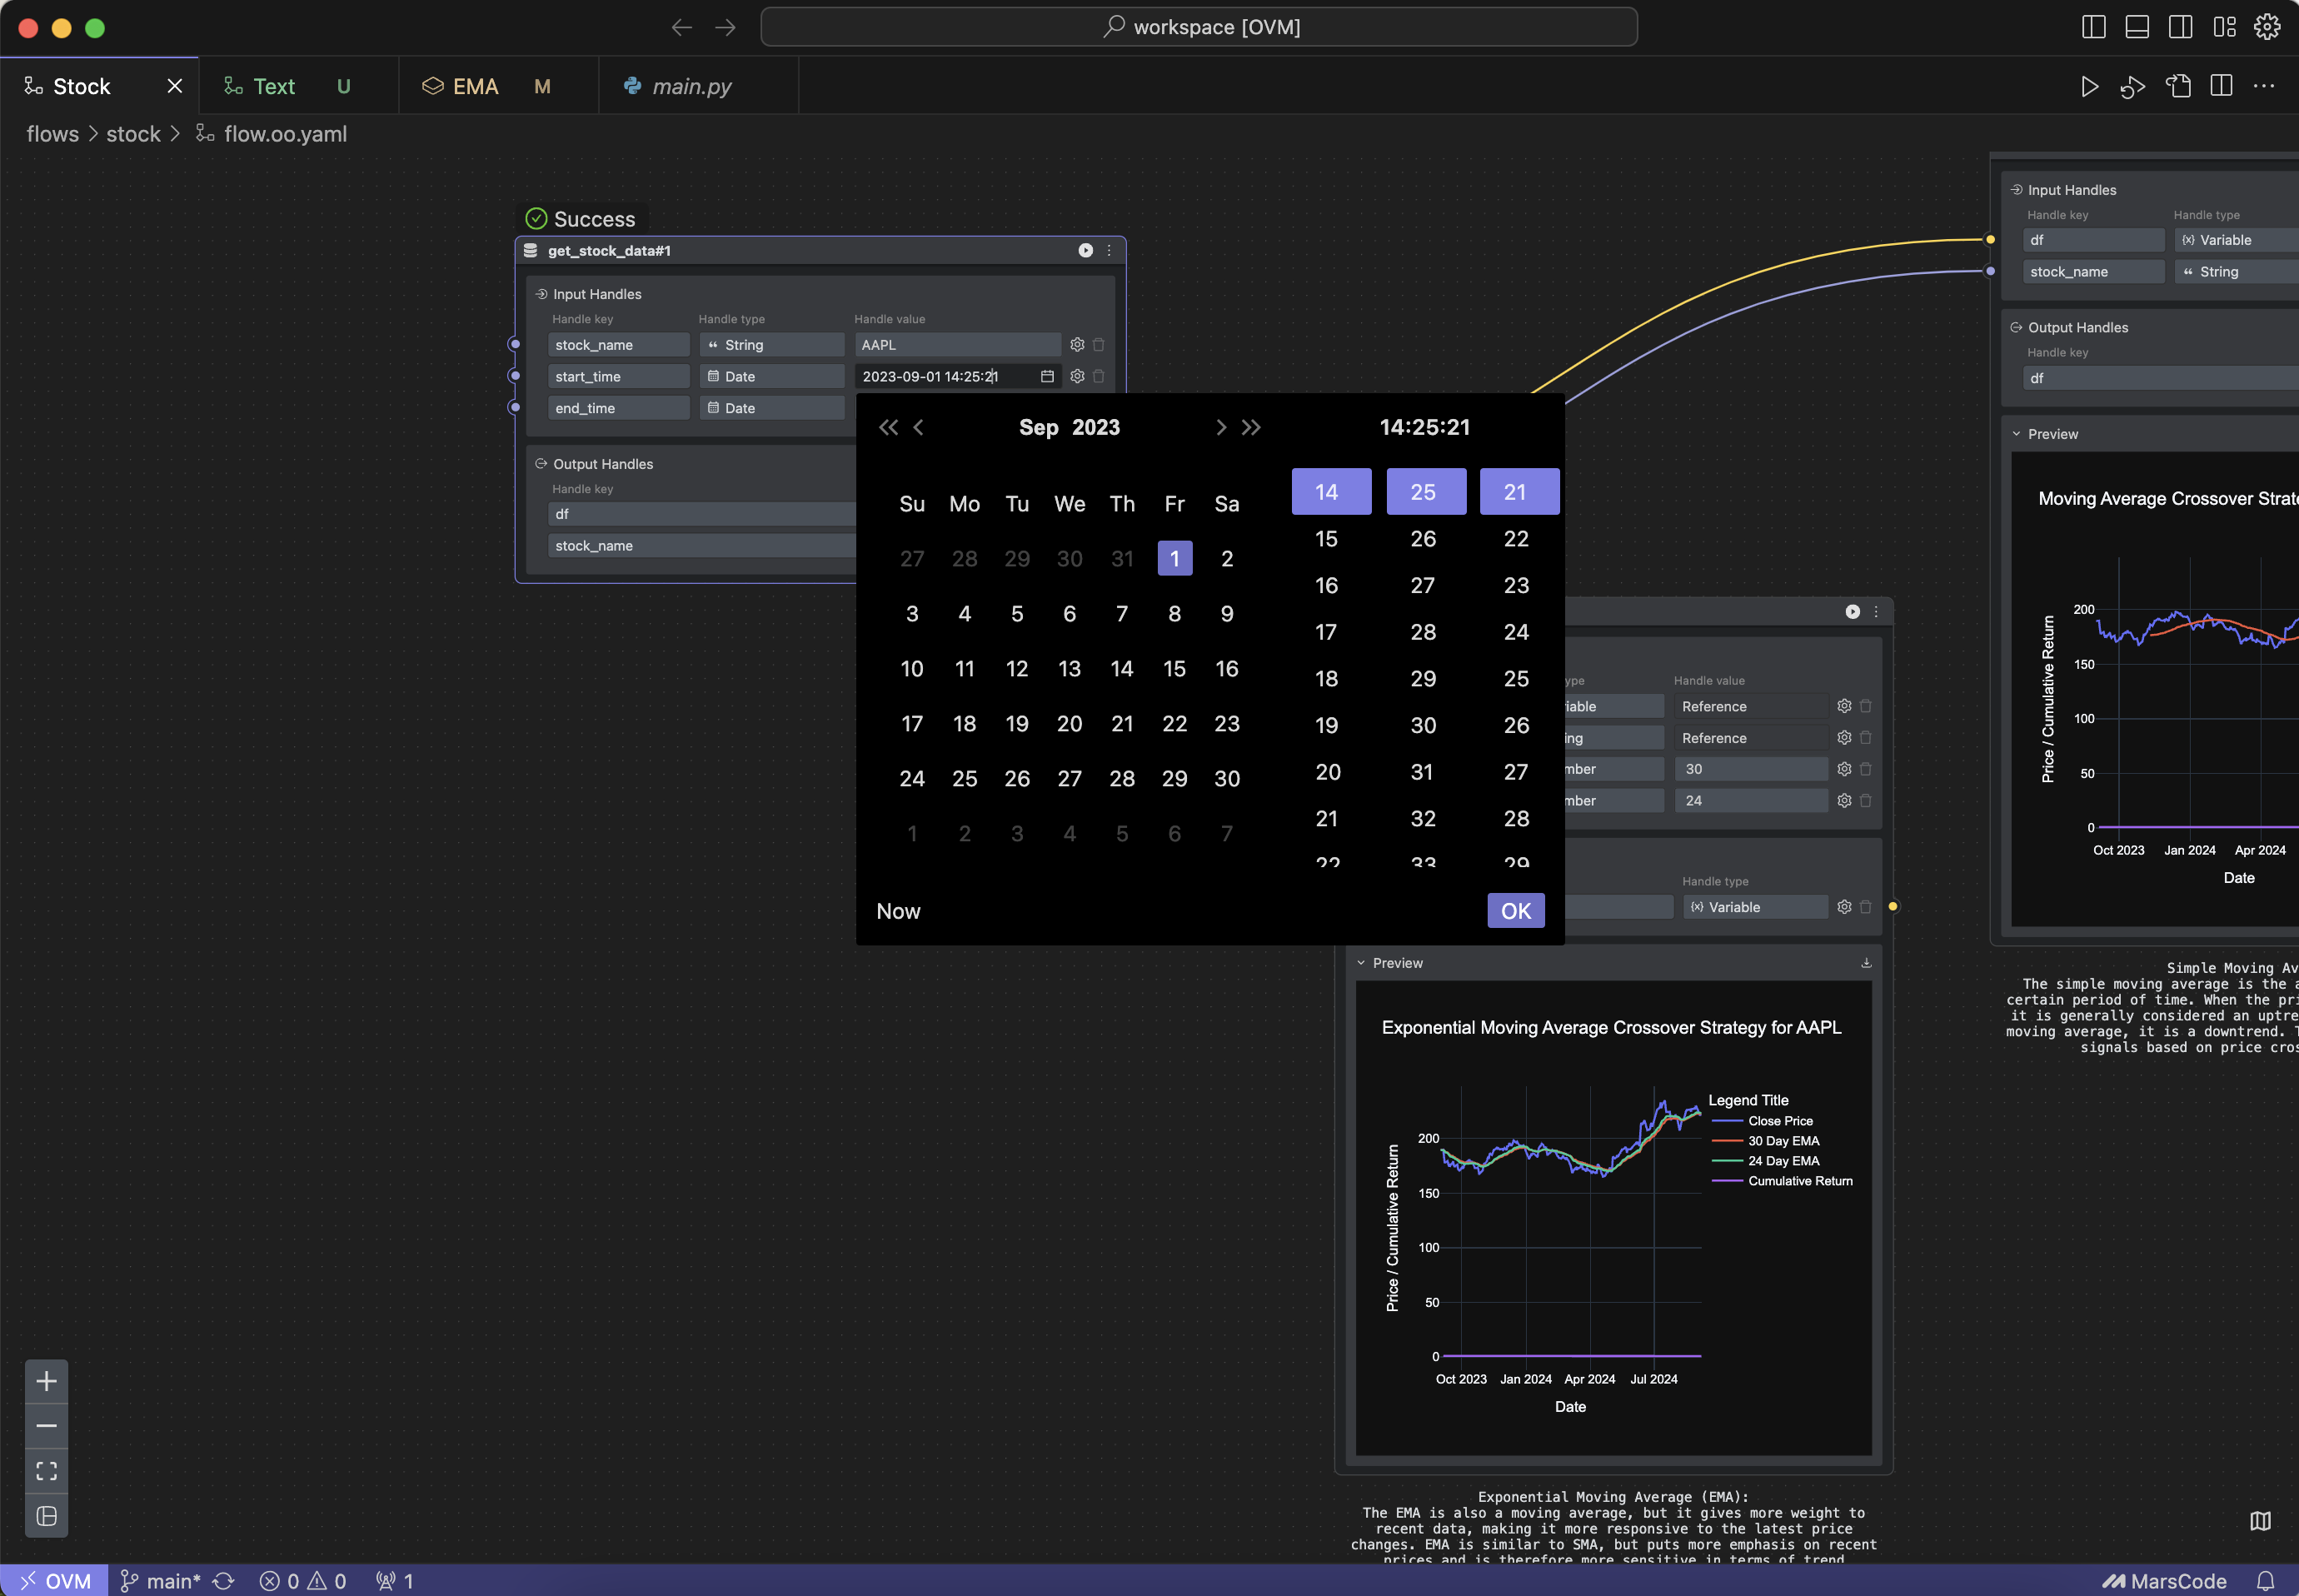 workspace [OVM]
Stock
Text U
EMA M
main.py
flows > stock > flow.oo.yaml
Success
get_stock_data#1
Input Handles
Handle key Handle type Handle value
stock_name String AAPL
start_time Date 2023-09-01 14:25:21
end_time Date
Output Handles
Handle key
df
stock_name
Sep 2023 14:25:21
Su Mo Tu We Th Fr Sa
27 28 29 30 31 1 2
3 4 5 6 7 8 9
10 11 12 13 14 15 16
17 18 19 20 21 22 23
24 25 26 27 28 29 30
1 2 3 4 5 6 7
14 25 21
15 26 22
16 27 23
17 28 24
18 29 25
19 30 26
20 31 27
21 32 28
22 33 29
Now OK
Handle value
Reference
Reference
30
24
Handle type
{x} Variable
Preview
Exponential Moving Average Crossover Strategy for AAPL
Price / Cumulative Return
200
150
100
50
0
Oct 2023 Jan 2024 Apr 2024 Jul 2024
Date
Legend Title
Close Price
30 Day EMA
24 Day EMA
Cumulative Return
Exponential Moving Average (EMA):
The EMA is also a moving average, but it gives more weight to
recent data, making it more responsive to the latest price
changes. EMA is similar to SMA, but puts more emphasis on recent
prices and is therefore more sensitive in terms of trend
Input Handles
Handle key Handle type
df {x} Variable
stock_name String
Output Handles
Handle key
df
Preview
Moving Average Crossover
Price / Cumulative Return
200
150
100
50
0
Oct 2023 Jan 2024 Apr 2024
Date
Simple Moving
The simple moving average is the
certain period of time. When the
it is generally considered an
moving average, it is a downtrend.
signals based on price
OVM main* 0 0 1
MarsCode